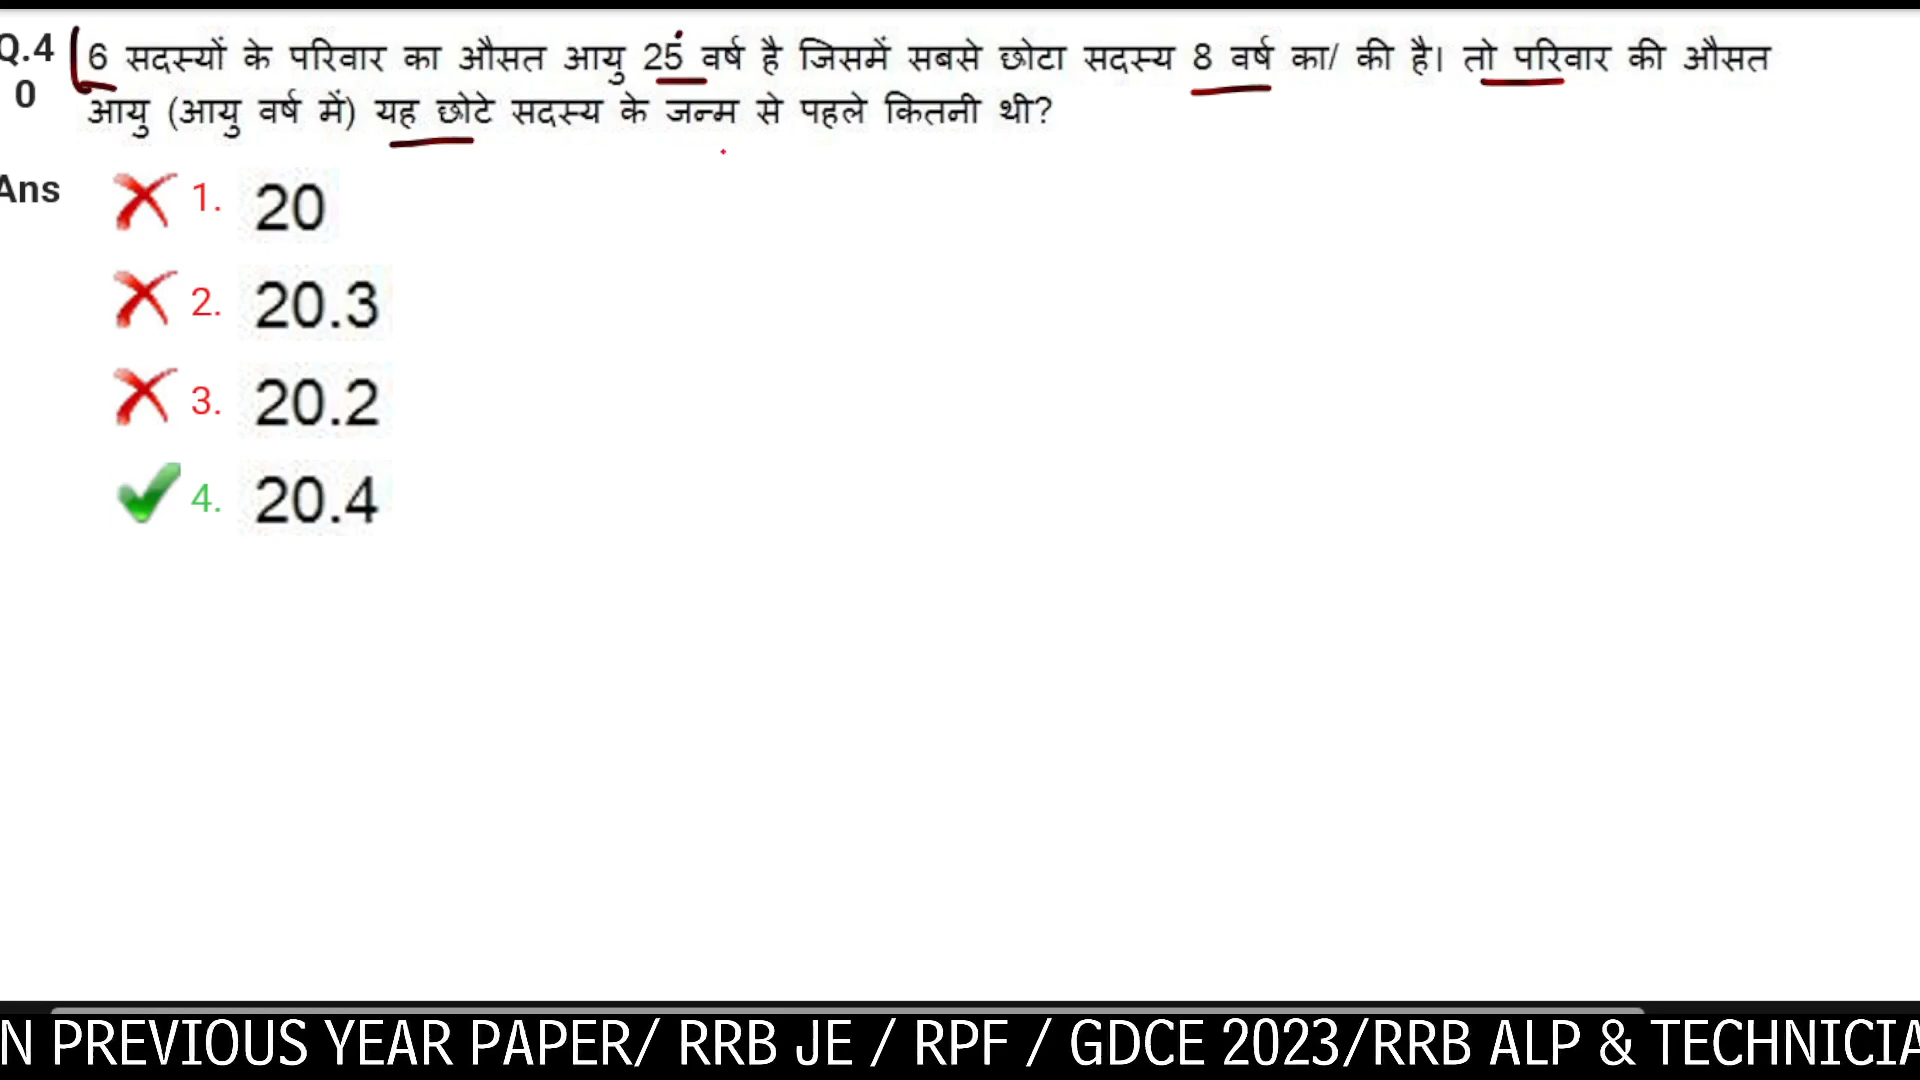 Q.4 6 सदस्यों के परिवार का औसत आयु 25 वर्ष है जिसमें सबसे छोटा सदस्य 8 वर्ष का/ की है। तो परिवार की औसत
0 आयु (आयु वर्ष में) यह छोटे सदस्य के जन्म से पहले कितनी थी?
Ans 1. 20
2. 20.3
3. 20.2
4. 20.4
N PREVIOUS YEAR PAPER/ RRB JE / RPF / GDCE 2023/RRB ALP & TECHNICIA